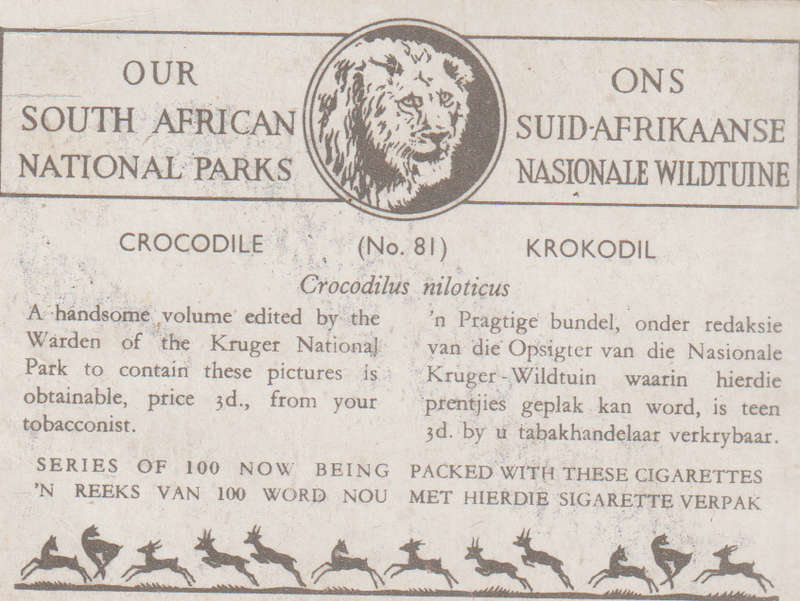 OUR
SOUTH AFRICAN
NATIONAL PARKS
ONS
SUID-AFRIKAANSE
NASIONALE WILDTUINE
CROCODILE (No. 81) KROKODIL
Crocodilus niloticus
A handsome volume edited by the
Warden of the Kruger National
Park to contain these pictures is
obtainable, price 3d., from your
tobacconist.
'n Pragtige bundel, onder redaksie
van die Opsigter van die Nasionale
Kruger-Wildtuin waarin hierdie
prentjies geplak kan word, is teen
3d. by u tabakhandelaar verkrybaar.
SERIES OF 100 NOW BEING PACKED WITH THESE CIGARETTES
'N REEKS VAN 100 WORD NOU MET HIERDIE SIGARETTE VERPAK